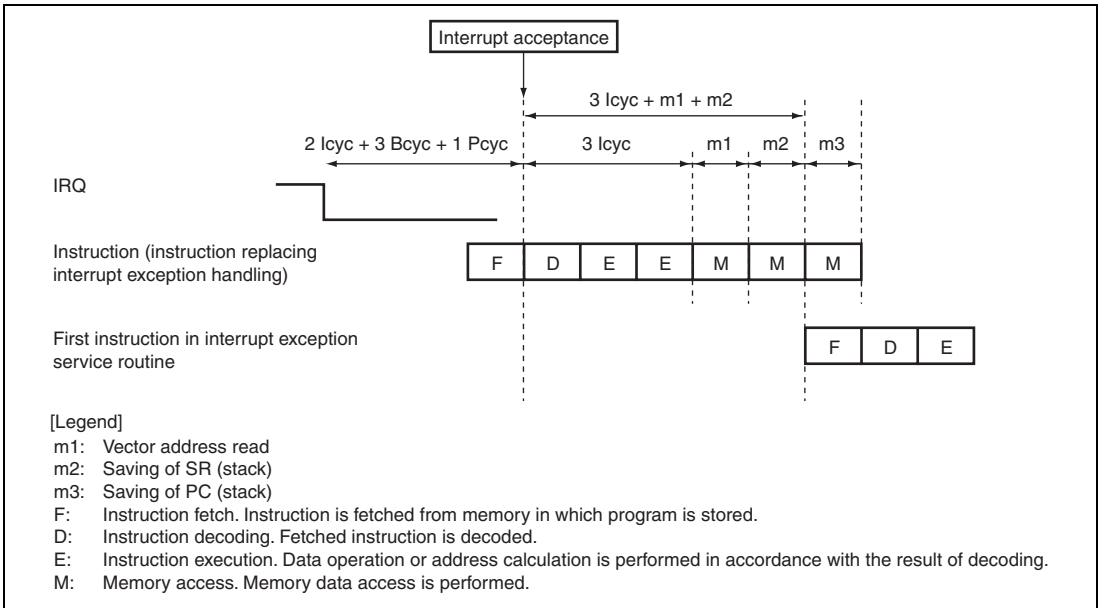 Interrupt acceptance
3 Icyc + m1 + m2
2 Icyc + 3 Bcyc + 1 Pcyc
3 Icyc
m1
m2
m3
IRQ
Instruction (instruction replacing
interrupt exception handling)
F D E E M M M
First instruction in interrupt exception
service routine
F D E
[Legend]
m1: Vector address read
m2: Saving of SR (stack)
m3: Saving of PC (stack)
F: Instruction fetch. Instruction is fetched from memory in which program is stored.
D: Instruction decoding. Fetched instruction is decoded.
E: Instruction execution. Data operation or address calculation is performed in accordance with the result of decoding.
M: Memory access. Memory data access is performed.